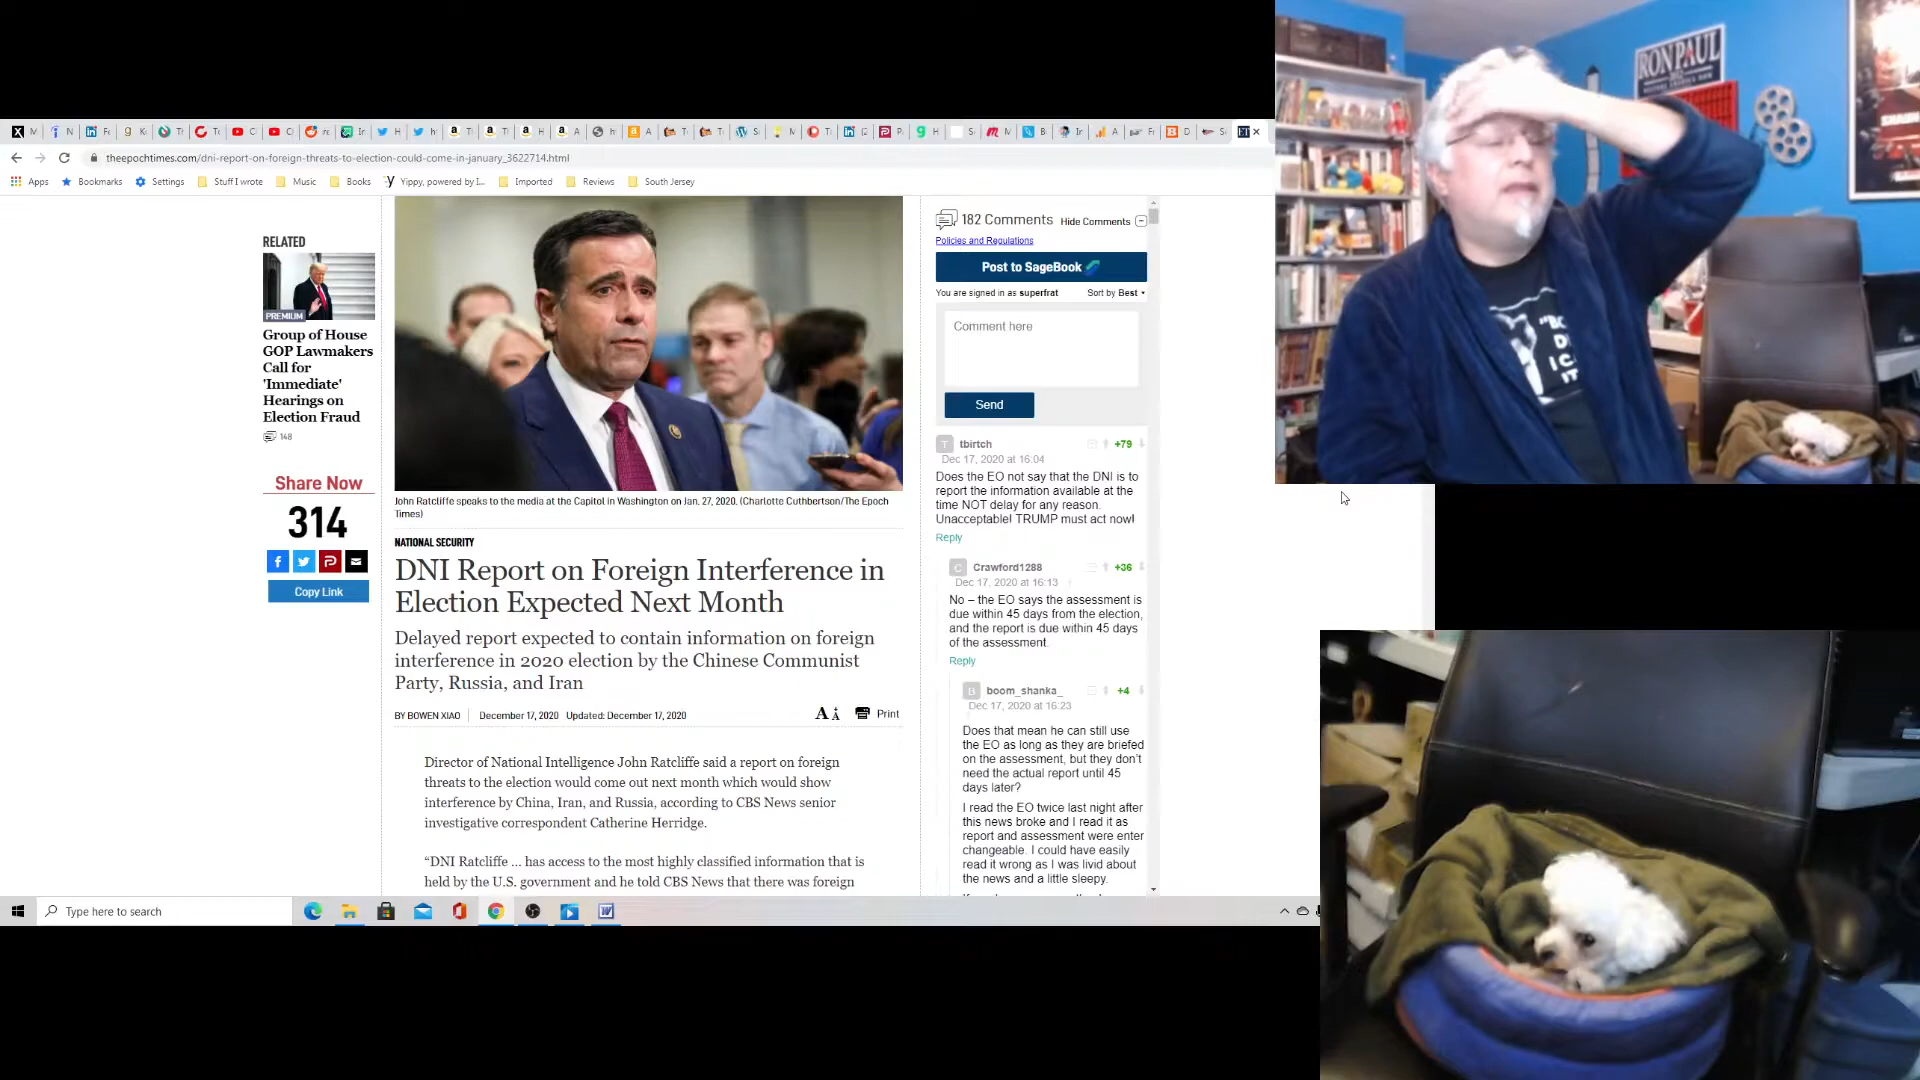 theepochtimes.com/dni-report-on-foreign-threats-to-election-could-come-in-january_3622714.html
Apps
Bookmarks
Settings
Stuff I wrote
Music
Books
Yippy, powered by I...
Imported
Reviews
South Jersey
RELATED
PREMIUM
Group of House
GOP Lawmakers
Call for
'Immediate'
Hearings on
Election Fraud
148
Share Now
314
Copy Link
John Ratcliffe speaks to the media at the Capitol in Washington on Jan. 27, 2020. (Charlotte Cuthbertson/The Epoch
Times)
NATIONAL SECURITY
DNI Report on Foreign Interference in
Election Expected Next Month
Delayed report expected to contain information on foreign
interference in 2020 election by the Chinese Communist
Party, Russia, and Iran
BY BOWEN XIAO December 17, 2020 Updated: December 17, 2020
A A Print
Director of National Intelligence John Ratcliffe said a report on foreign
threats to the election would come out next month which would show
interference by China, Iran, and Russia, according to CBS News senior
investigative correspondent Catherine Herridge.
“DNI Ratcliffe ... has access to the most highly classified information that is
held by the U.S. government and he told CBS News that there was foreign
182 Comments Hide Comments
Policies and Regulations
Post to SageBook
You are signed in as superfrat Sort by Best
Comment here
Send
T tbirtch +79
Dec 17, 2020 at 16:04
Does the EO not say that the DNI is to
report the information available at the
time NOT delay for any reason.
Unacceptable! TRUMP must act now!
Reply
C Crawford1288 +36
Dec 17, 2020 at 16:13
No – the EO says the assessment is
due within 45 days from the election,
and the report is due within 45 days
of the assessment.
Reply
B boom_shanka_ +4
Dec 17, 2020 at 16:23
Does that mean he can still use
the EO as long as they are briefed
on the assessment, but they don't
need the actual report until 45
days later?
I read the EO twice last night after
this news broke and I read it as
report and assessment were enter
changeable. I could have easily
read it wrong as I was livid about
the news and a little sleepy.
Type here to search
RON PAUL